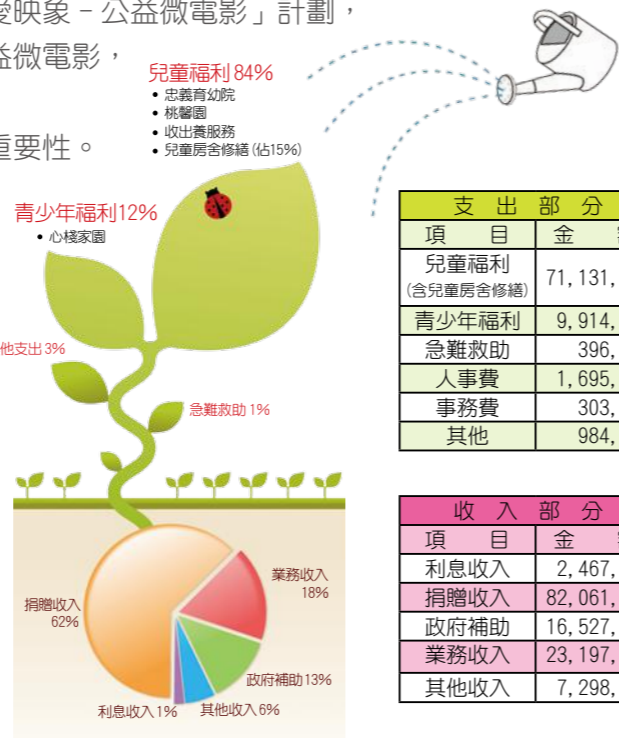 愛映象－公益微電影」計劃，
益微電影，
重要性。
兒童福利 84%
• 忠義育幼院
• 桃馨園
• 收出養服務
• 兒童房舍修繕(佔15%)
青少年福利12%
• 心棧家園
他支出 3%
急難救助 1%
捐贈收入
62%
業務收入
18%
政府補助13%
利息收入1%
其他收入6%
支出部分
項 目 金
兒童福利
(含兒童房舍修繕) 71,131,
青少年福利 9,914,
急難救助 396,
人事費 1,695,
事務費 303,
其他 984,
收入部分
項 目 金
利息收入 2,467,
捐贈收入 82,061,
政府補助 16,527,
業務收入 23,197,
其他收入 7,298,